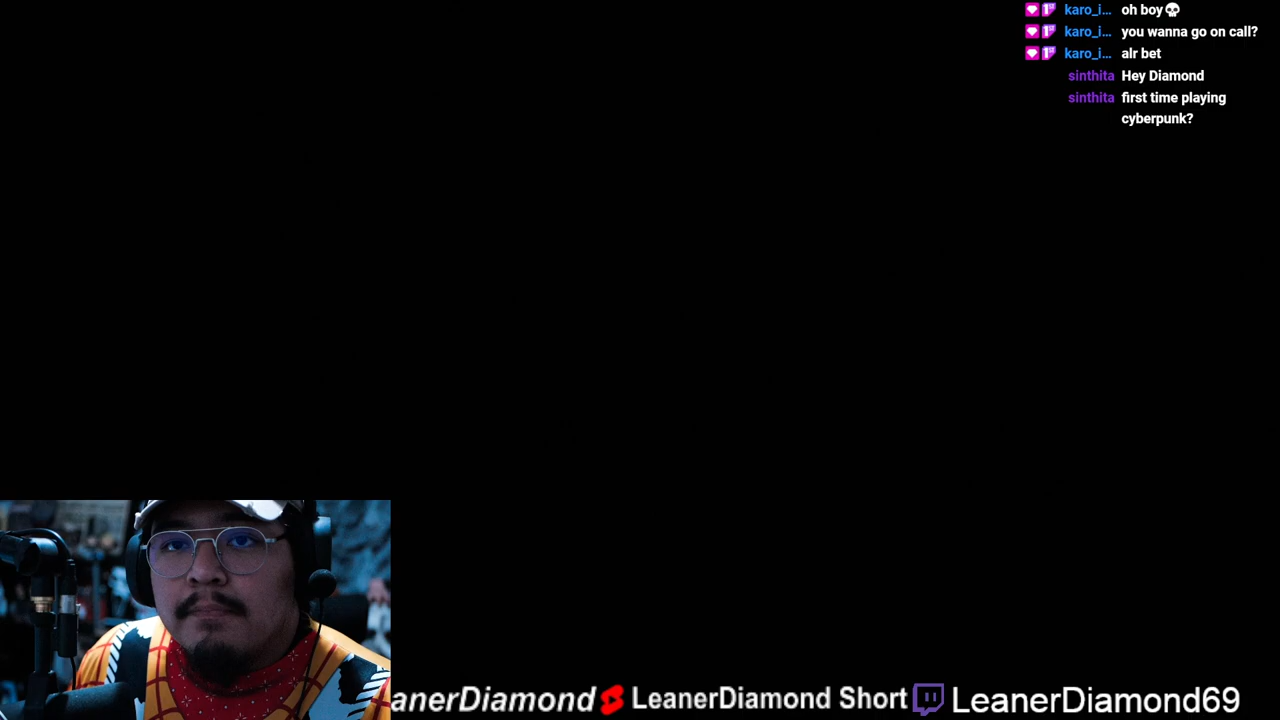 karo_i... oh boy💀
karo_i... you wanna go on call?
karo_i... alr bet
sinthita Hey Diamond
sinthita first time playing
cyberpunk?
anerDiamond LeanerDiamond Short LeanerDiamond69